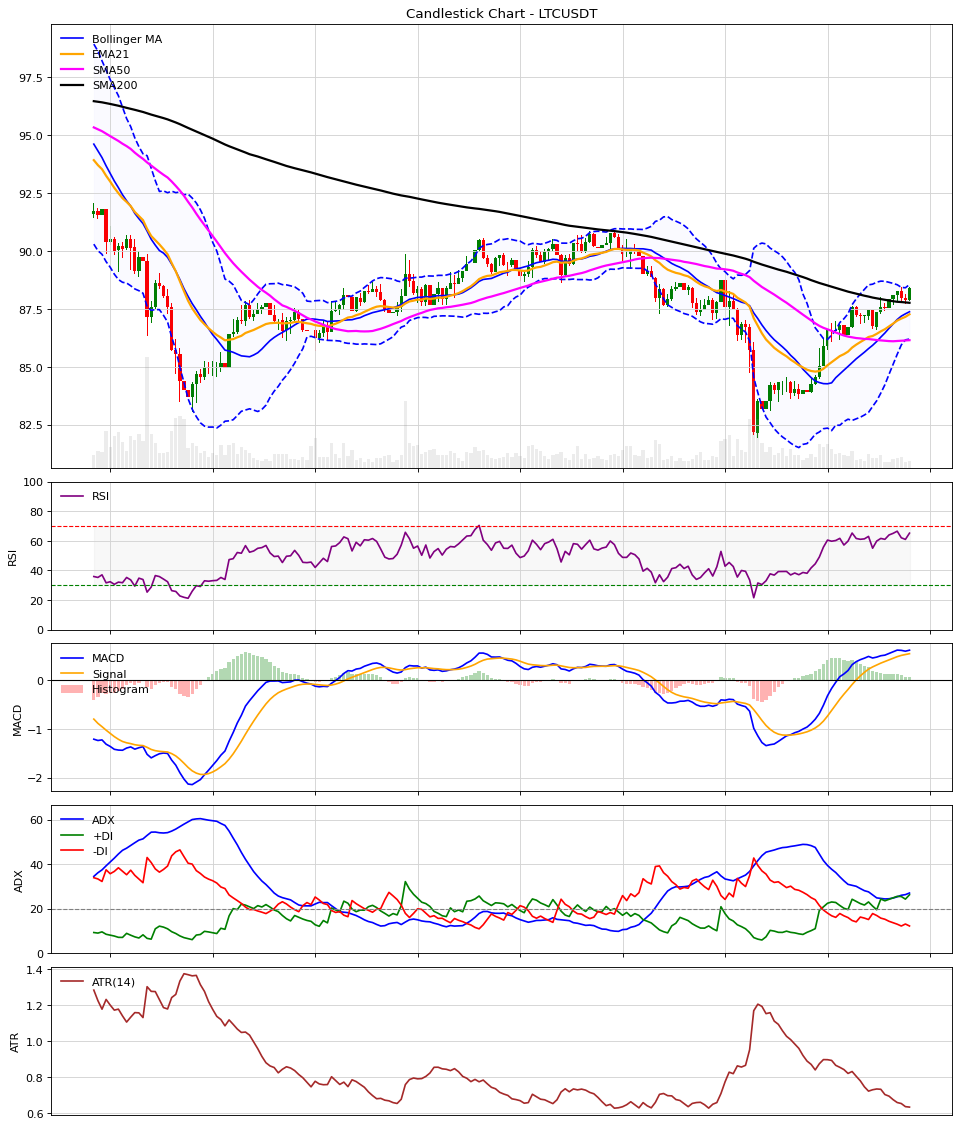 Candlestick Chart - LTCUSDT
Bollinger MA
EMA21
SMA50
SMA200
97.5
95.0
92.5
90.0
87.5
85.0
82.5
RSI
100
80
60
40
20
0
RSI
MACD
Signal
Histogram
0
−1
−2
MACD
ADX
+DI
-DI
60
40
20
0
ADX
ATR(14)
1.4
1.2
1.0
0.8
0.6
ATR